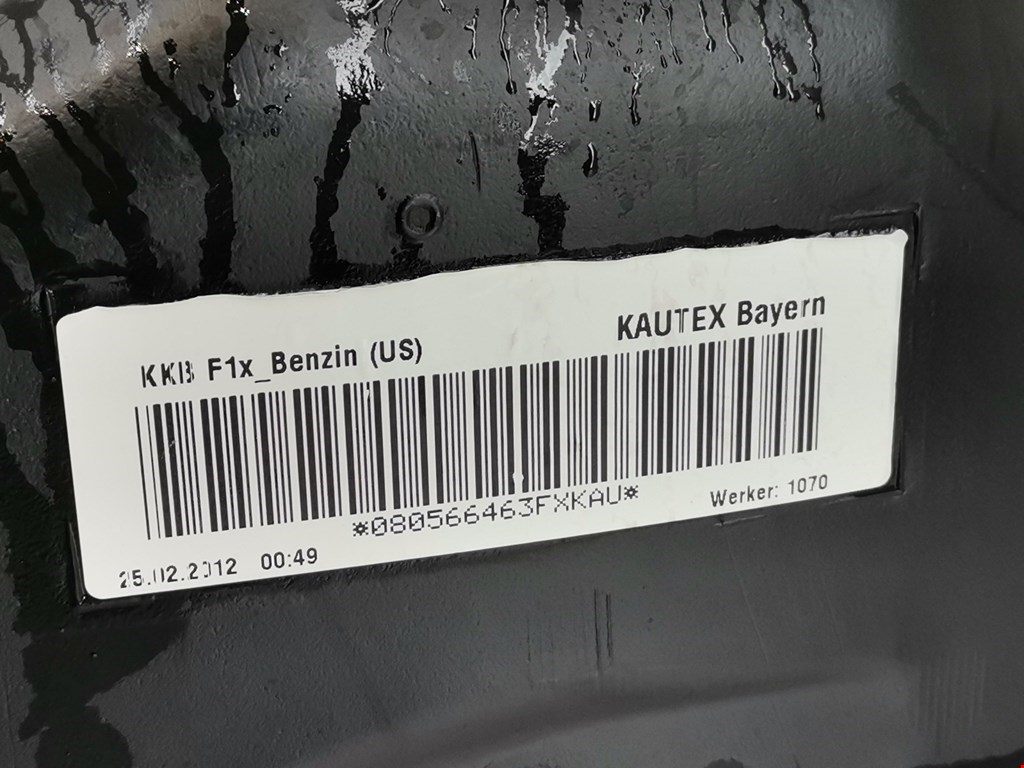 KKB F1x_Benzin (US)
KAUTEX Bayern
*080566463FXKAU*
Werker: 1070
25.02.2012 00:49